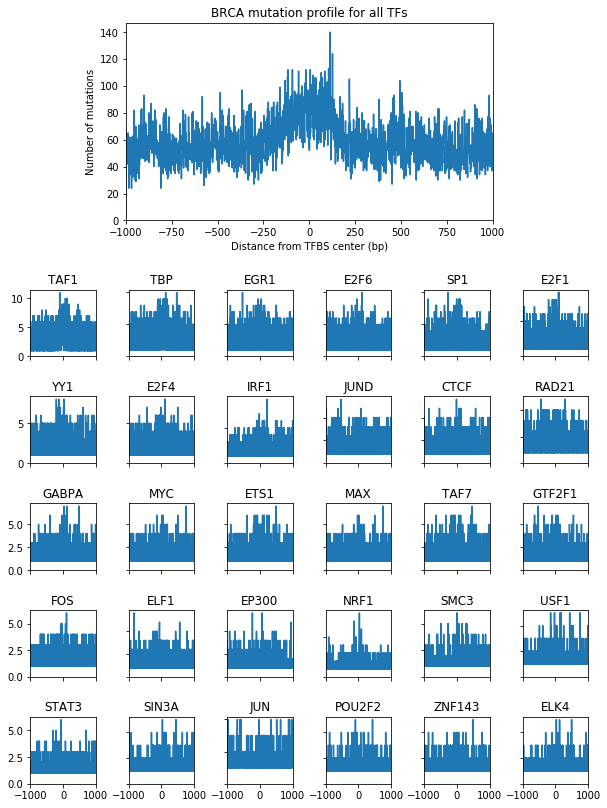 BRCA mutation profile for all TFs
140
120
100
80
60
40
20
0
Number of mutations
−1000 −750 −500 −250 0 250 500 750 1000
Distance from TFBS center (bp)
TAF1 TBP EGR1 E2F6 SP1 E2F1
10
5
0
YY1 E2F4 IRF1 JUND CTCF RAD21
5
0
GABPA MYC ETS1 MAX TAF7 GTF2F1
5.0
2.5
0.0
FOS ELF1 EP300 NRF1 SMC3 USF1
5.0
2.5
0.0
STAT3 SIN3A JUN POU2F2 ZNF143 ELK4
5.0
2.5
0.0
−1000 0 1000 −1000 0 1000 −1000 0 1000 −1000 0 1000 −1000 0 1000 −1000 0 1000